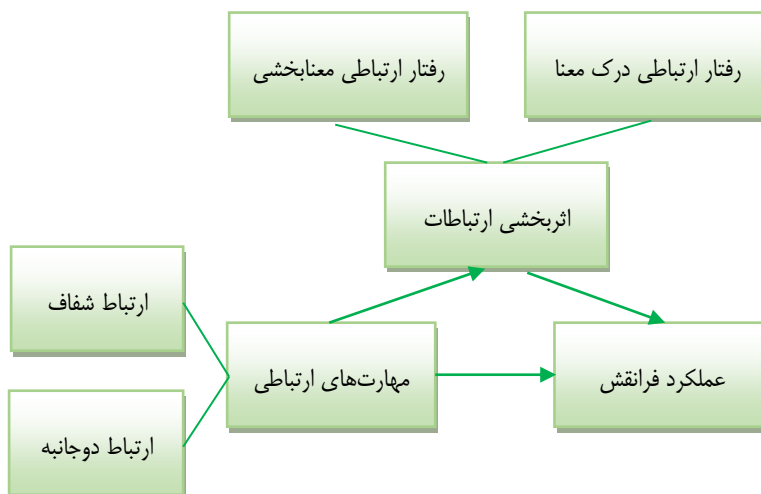 رفتار ارتباطی درک معنا
رفتار ارتباطی معنابخشی
اثربخشی ارتباطات
ارتباط شفاف
عملکرد فرانقش
مهارت‌های ارتباطی
ارتباط دوجانبه